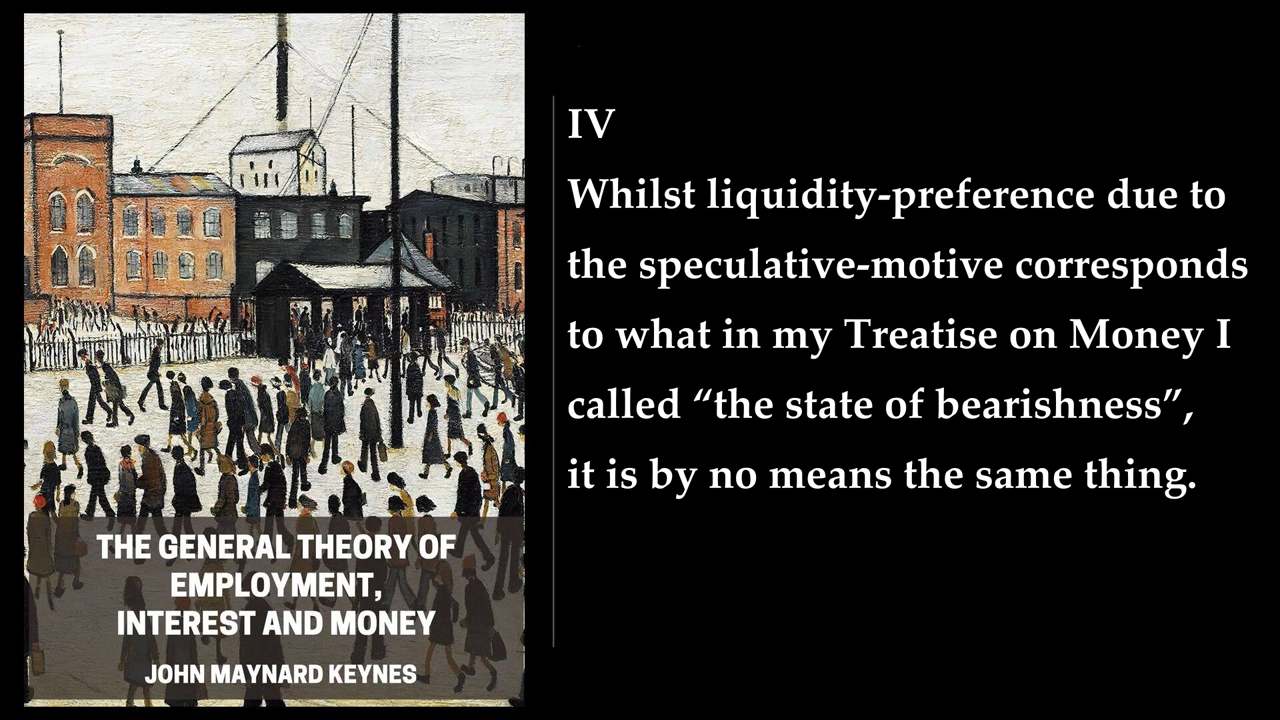 THE GENERAL THEORY OF
EMPLOYMENT,
INTEREST AND MONEY
JOHN MAYNARD KEYNES
IV
Whilst liquidity-preference due to
the speculative-motive corresponds
to what in my Treatise on Money I
called “the state of bearishness”,
it is by no means the same thing.